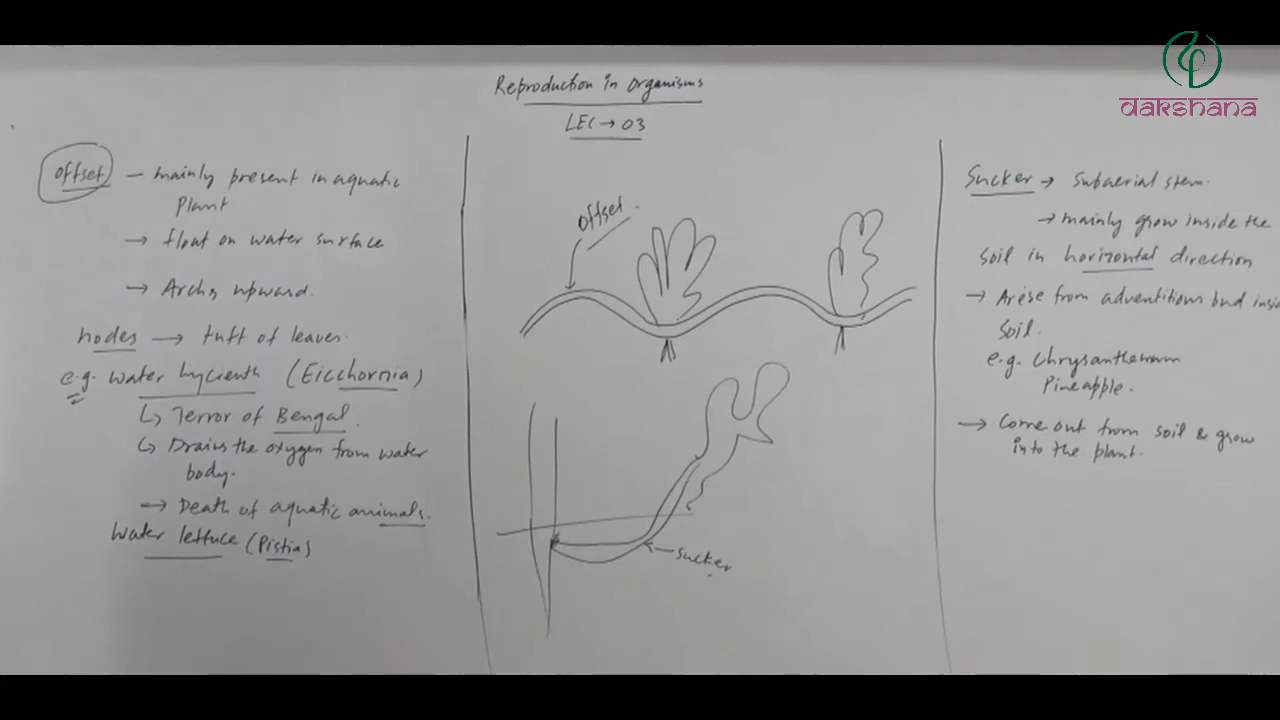 dakshana
Reproduction in Organisms
LEC → 03
Offset — mainly present in aquatic
plant
→ float on water surface
→ Archs upward.
nodes → tuft of leaves.
e.g. water hycienth (Eicchornia)
↳ Terror of Bengal.
↳ Drains the oxygen from water
body.
→ Death of aquatic animals.
Water lettuce (Pistia)
Offset.
Sucker
Sucker → Subaerial stem.
→ mainly grow inside the
soil in horizontal direction
→ Arise from adventitious bud insid
soil.
e.g. Chrysanthemum
Pineapple.
→ Come out from soil & grow
into the plant.